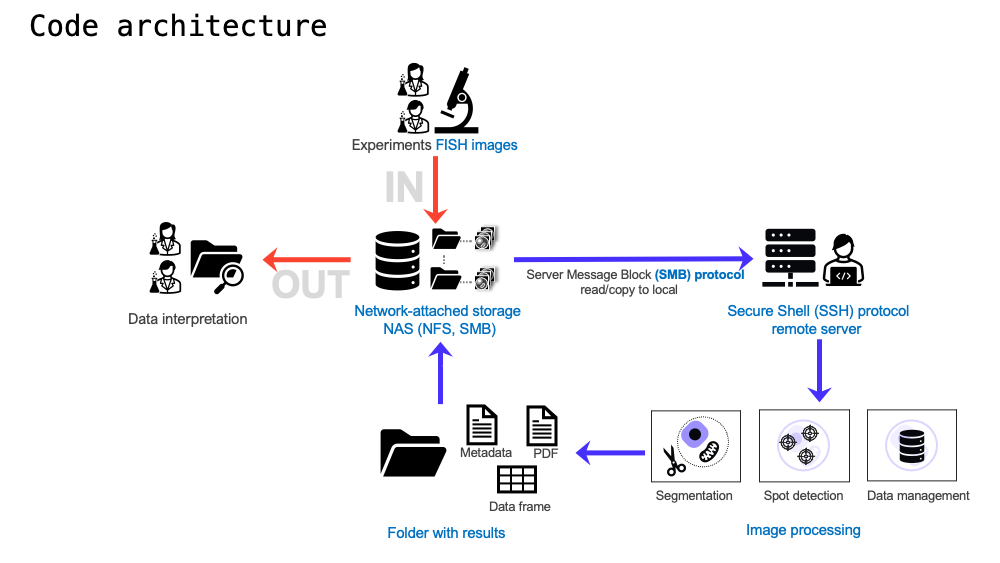 Code architecture
Experiments FISH images
IN
OUT
Server Message Block (SMB) protocol
read/copy to local
Data interpretation
Network-attached storage
NAS (NFS, SMB)
Secure Shell (SSH) protocol
remote server
Metadata
PDF
Data frame
Folder with results
Segmentation
Spot detection
Data management
Image processing